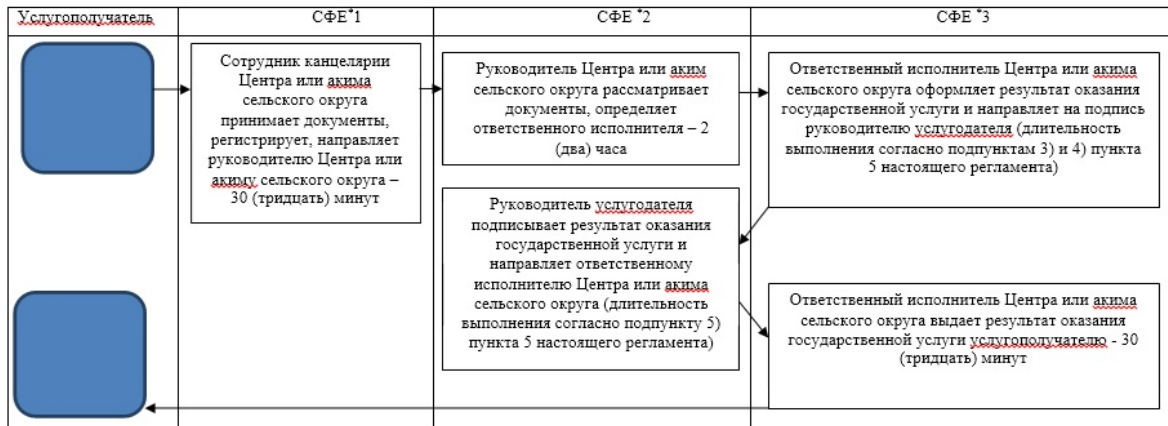 Услугополучатель
СФЕ*1
СФЕ *2
СФЕ *3
Сотрудник канцелярии
Центра или акима
сельского округа
принимает документы,
регистрирует, направляет
руководителю Центра или
акиму сельского округа –
30 (тридцать) минут
Руководитель Центра или аким
сельского округа рассматривает
документы, определяет
ответственного исполнителя – 2
(два) часа
Ответственный исполнитель Центра или акима
сельского округа оформляет результат оказания
государственной услуги и направляет на подпись
руководителю услугодателя (длительность
выполнения согласно подпунктам 3) и 4) пункта
5 настоящего регламента)
Руководитель услугодателя
подписывает результат оказания
государственной услуги и
направляет ответственному
исполнителю Центра или акима
сельского округа (длительность
выполнения согласно подпункту 5)
пункта 5 настоящего регламента)
Ответственный исполнитель Центра или акима
сельского округа выдает результат оказания
государственной услуги услугополучателю - 30
(тридцать) минут